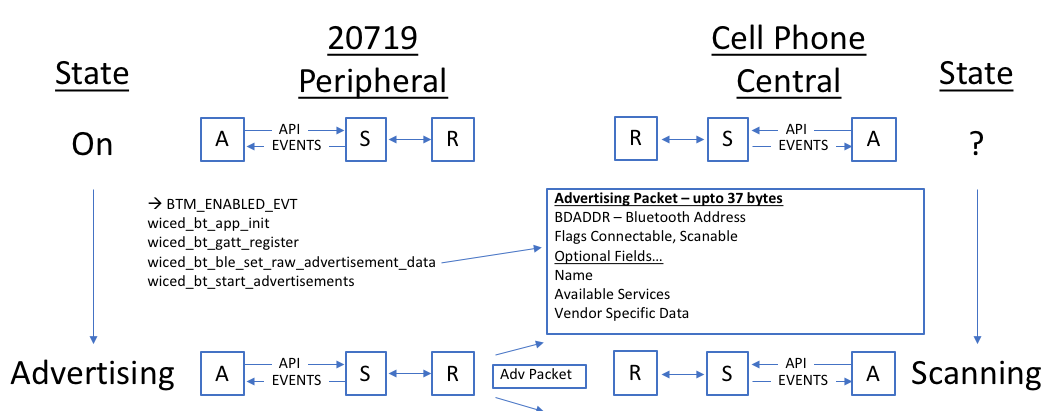 20719
Peripheral
Cell Phone
Central
State
State
On
A
API
EVENTS
S
R
R
S
API
EVENTS
A
?
→ BTM_ENABLED_EVT
wiced_bt_app_init
wiced_bt_gatt_register
wiced_bt_ble_set_raw_advertisement_data
wiced_bt_start_advertisements
Advertising Packet – upto 37 bytes
BDADDR – Bluetooth Address
Flags Connectable, Scanable
Optional Fields...
Name
Available Services
Vendor Specific Data
Advertising
A
API
EVENTS
S
R
Adv Packet
R
S
API
EVENTS
A
Scanning